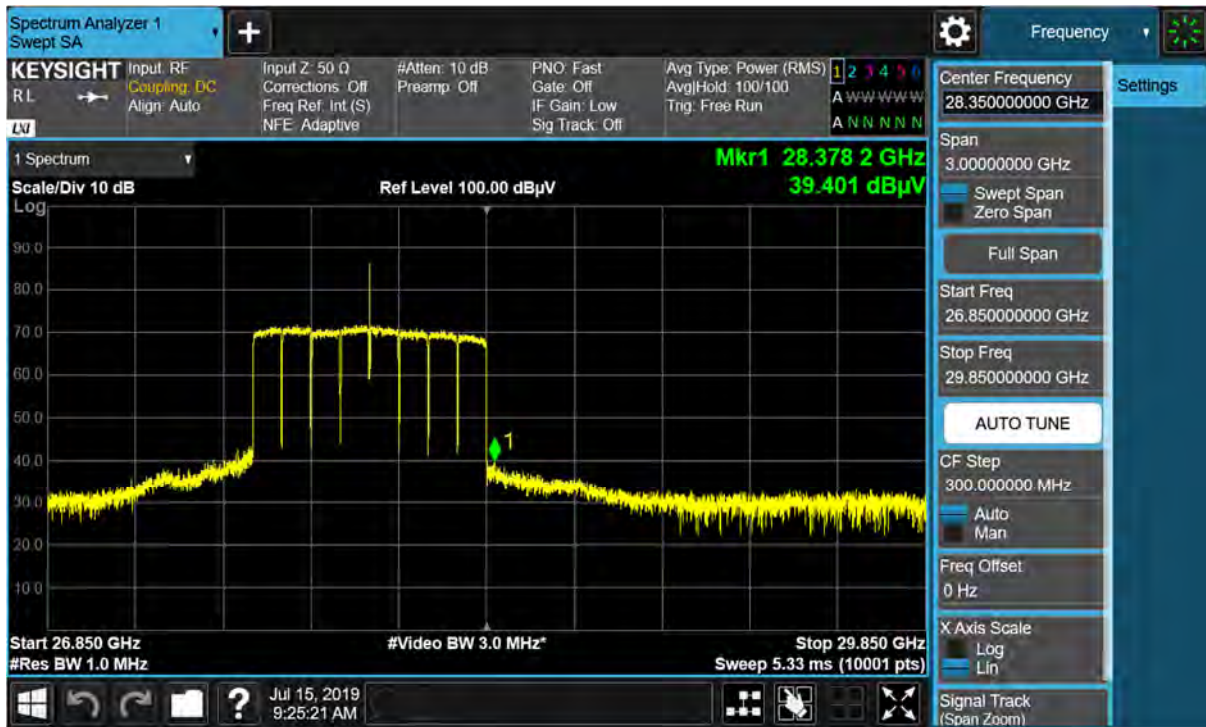 Spectrum Analyzer 1
Swept SA
Frequency
KEYSIGHT
RL
LXI
Input: RF
Coupling: DC
Align: Auto
Input Z: 50 Ω
Corrections: Off
Freq Ref: Int (S)
NFE: Adaptive
#Atten: 10 dB
Preamp: Off
PNO: Fast
Gate: Off
IF Gain: Low
Sig Track: Off
Avg Type: Power (RMS)
Avg|Hold: 100/100
Trig: Free Run
1 2 3 4 5 6
A W W W W W
A N N N N N
1 Spectrum
Scale/Div 10 dB
Ref Level 100.00 dBµV
Mkr1 28.378 2 GHz
39.401 dBµV
Log
90.0
80.0
70.0
60.0
50.0
40.0
30.0
20.0
10.0
1
Start 26.850 GHz
#Video BW 3.0 MHz*
Stop 29.850 GHz
#Res BW 1.0 MHz
Sweep 5.33 ms (10001 pts)
?
Jul 15, 2019
9:25:21 AM
Center Frequency
28.350000000 GHz
Settings
Span
3.00000000 GHz
Swept Span
Zero Span
Full Span
Start Freq
26.850000000 GHz
Stop Freq
29.850000000 GHz
AUTO TUNE
CF Step
300.000000 MHz
Auto
Man
Freq Offset
0 Hz
X Axis Scale
Log
Lin
Signal Track
(Span Zoom)